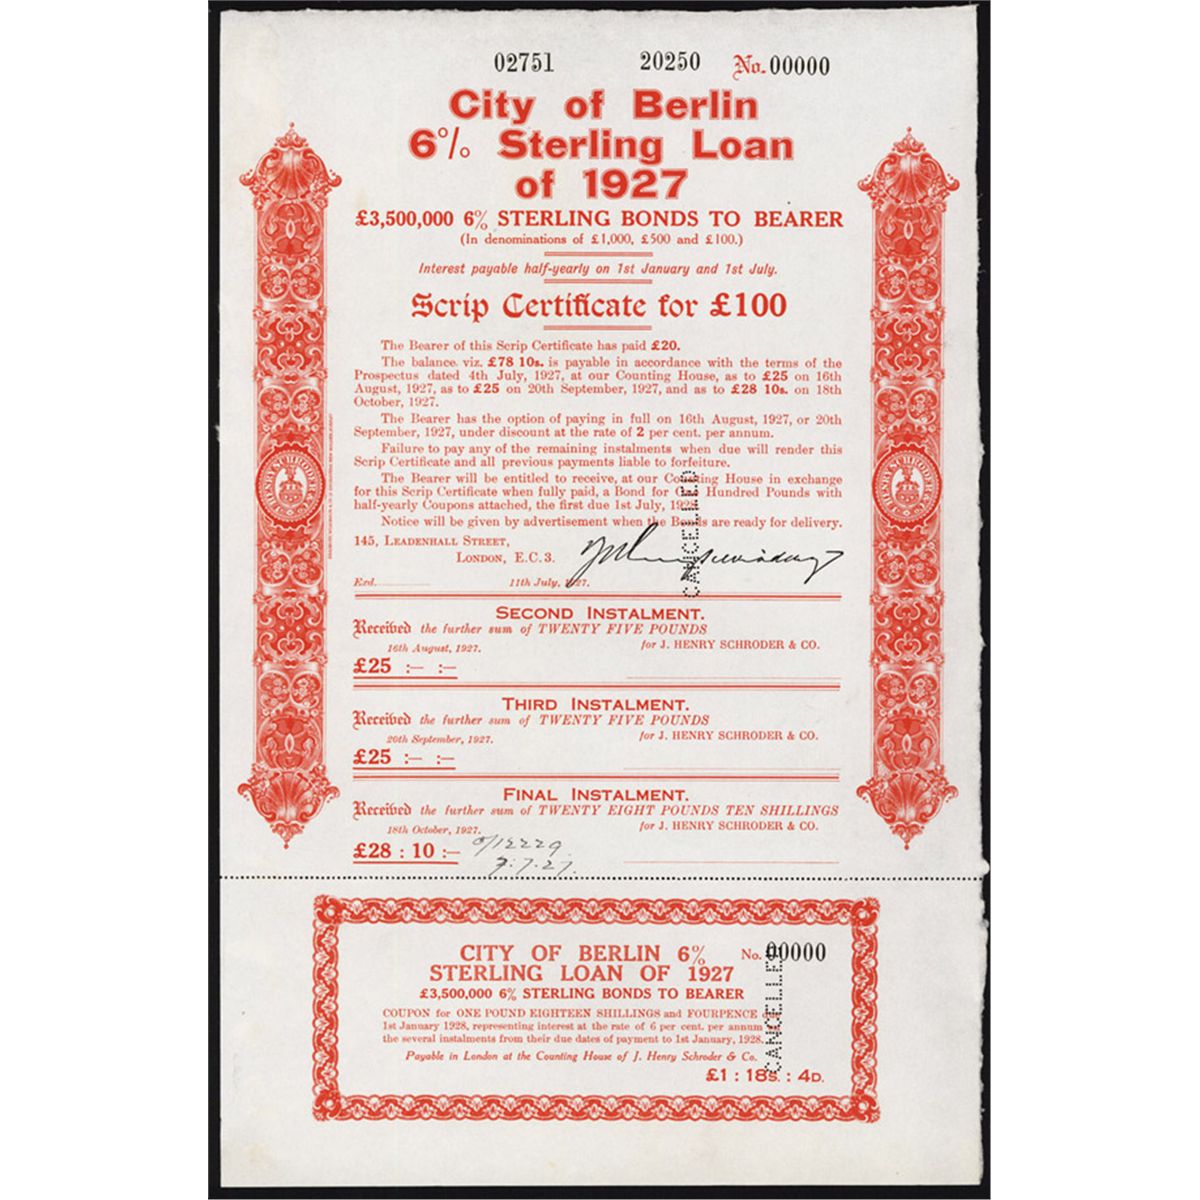 02751 20250 No. 00000
City of Berlin
6% Sterling Loan
of 1927
£3,500,000 6% STERLING BONDS TO BEARER
(In denominations of £1,000, £500 and £100.)
Interest payable half-yearly on 1st January and 1st July.
Scrip Certificate for £100
The Bearer of this Scrip Certificate has paid £20.
The balance viz. £78 10s. is payable in accordance with the terms of the
Prospectus dated 4th July, 1927, at our Counting House, as to £25 on 16th
August, 1927, as to £25 on 20th September, 1927, and as to £28 10s. on 18th
October, 1927.
The Bearer has the option of paying in full on 16th August, 1927, or 20th
September, 1927, under discount at the rate of 2 per cent. per annum.
Failure to pay any of the remaining instalments when due will render this
Scrip Certificate and all previous payments liable to forfeiture.
The Bearer will be entitled to receive, at our Counting House in exchange
for this Scrip Certificate when fully paid, a Bond for One Hundred Pounds with
half-yearly Coupons attached, the first due 1st July, 1928.
Notice will be given by advertisement when the Bonds are ready for delivery.
CANCELLED
145, LEADENHALL STREET,
LONDON, E.C. 3.
Exd. 11th July, 1927.
SECOND INSTALMENT.
Received the further sum of TWENTY FIVE POUNDS
16th August, 1927. for J. HENRY SCHRODER & CO.
£25 :— :—
THIRD INSTALMENT.
Received the further sum of TWENTY FIVE POUNDS
20th September, 1927. for J. HENRY SCHRODER & CO.
£25 :— :—
FINAL INSTALMENT.
Received the further sum of TWENTY EIGHT POUNDS TEN SHILLINGS
18th October, 1927. for J. HENRY SCHRODER & CO.
£28 : 10 :—
7.7.27.
CITY OF BERLIN 6% No. 00000
STERLING LOAN OF 1927
£3,500,000 6% STERLING BONDS TO BEARER
COUPON for ONE POUND EIGHTEEN SHILLINGS and FOURPENCE
1st January 1928, representing interest at the rate of 6 per cent. per annum
the several instalments from their due dates of payment to 1st January, 1928.
Payable in London at the Counting House of J. Henry Schroder & Co.
£1 : 18s. : 4D.
CANCELLED